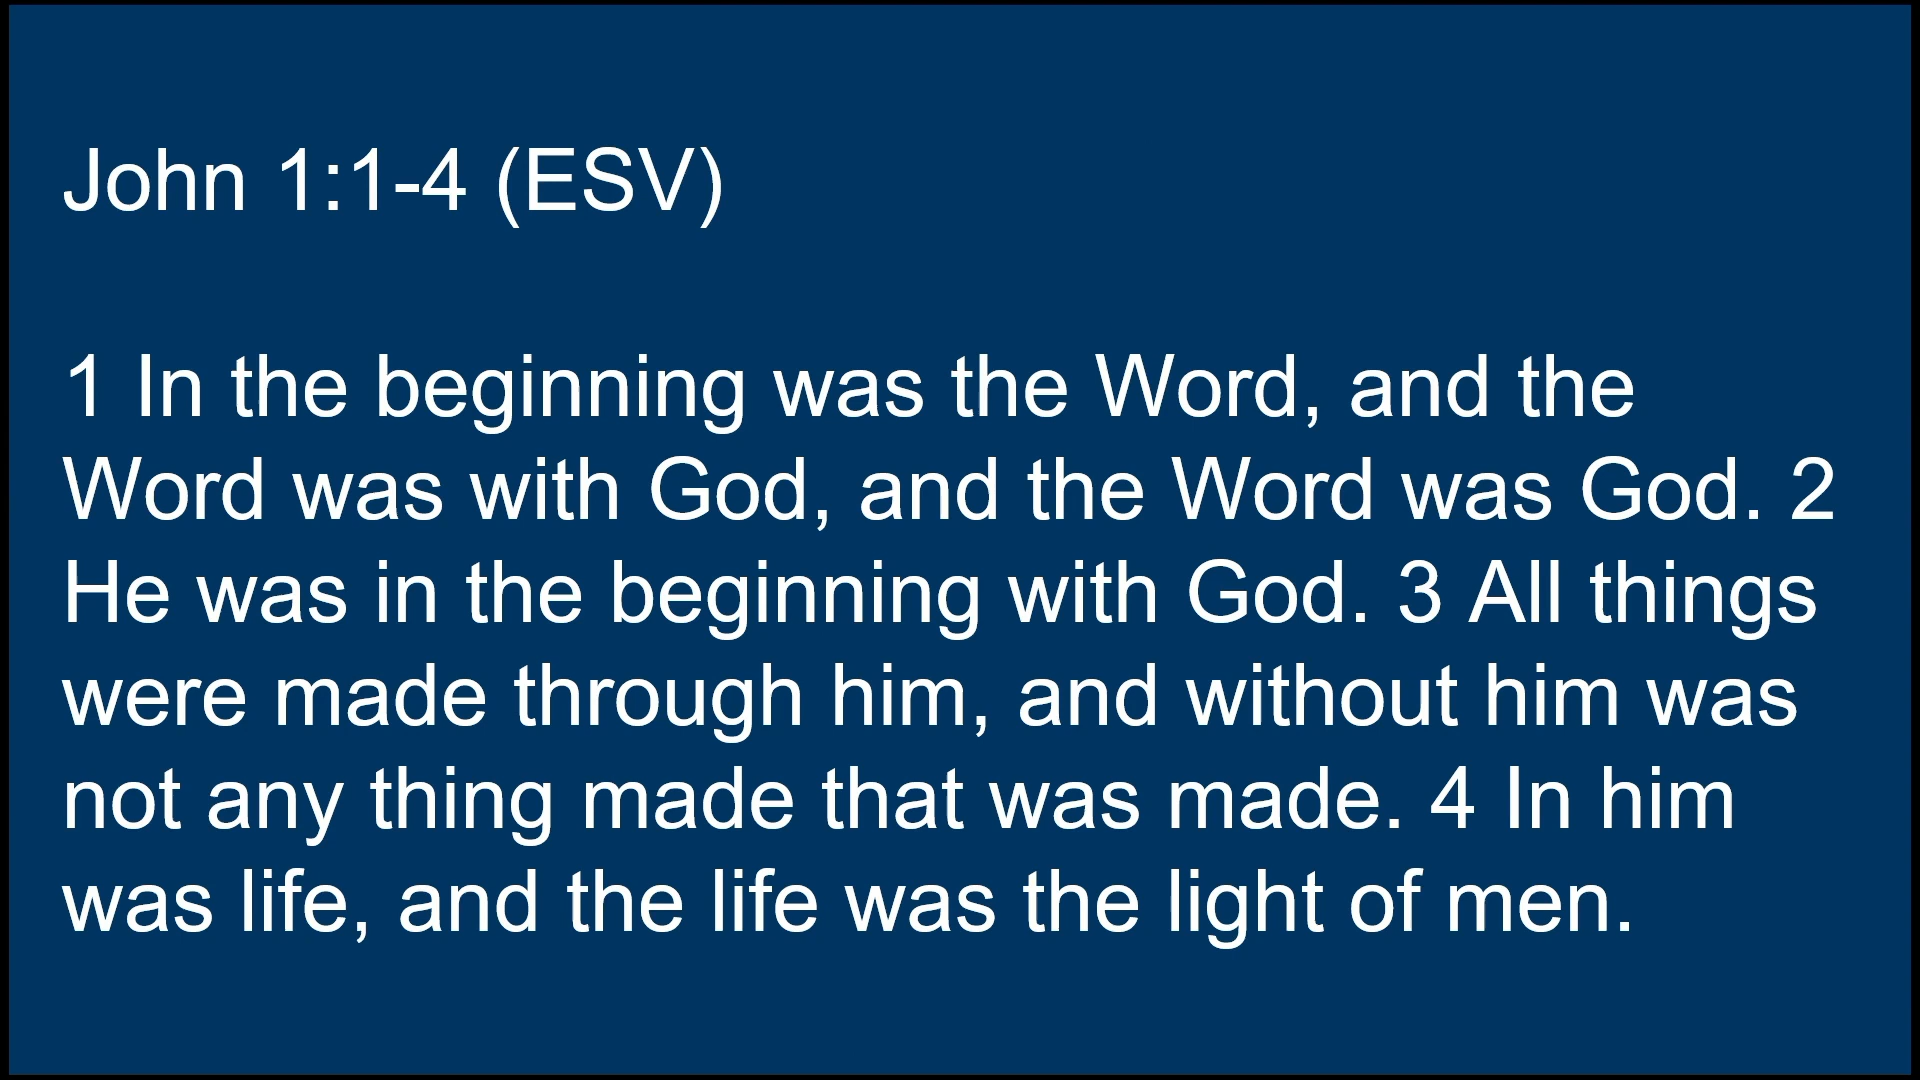 John 1:1-4 (ESV)
1 In the beginning was the Word, and the
Word was with God, and the Word was God. 2
He was in the beginning with God. 3 All things
were made through him, and without him was
not any thing made that was made. 4 In him
was life, and the life was the light of men.